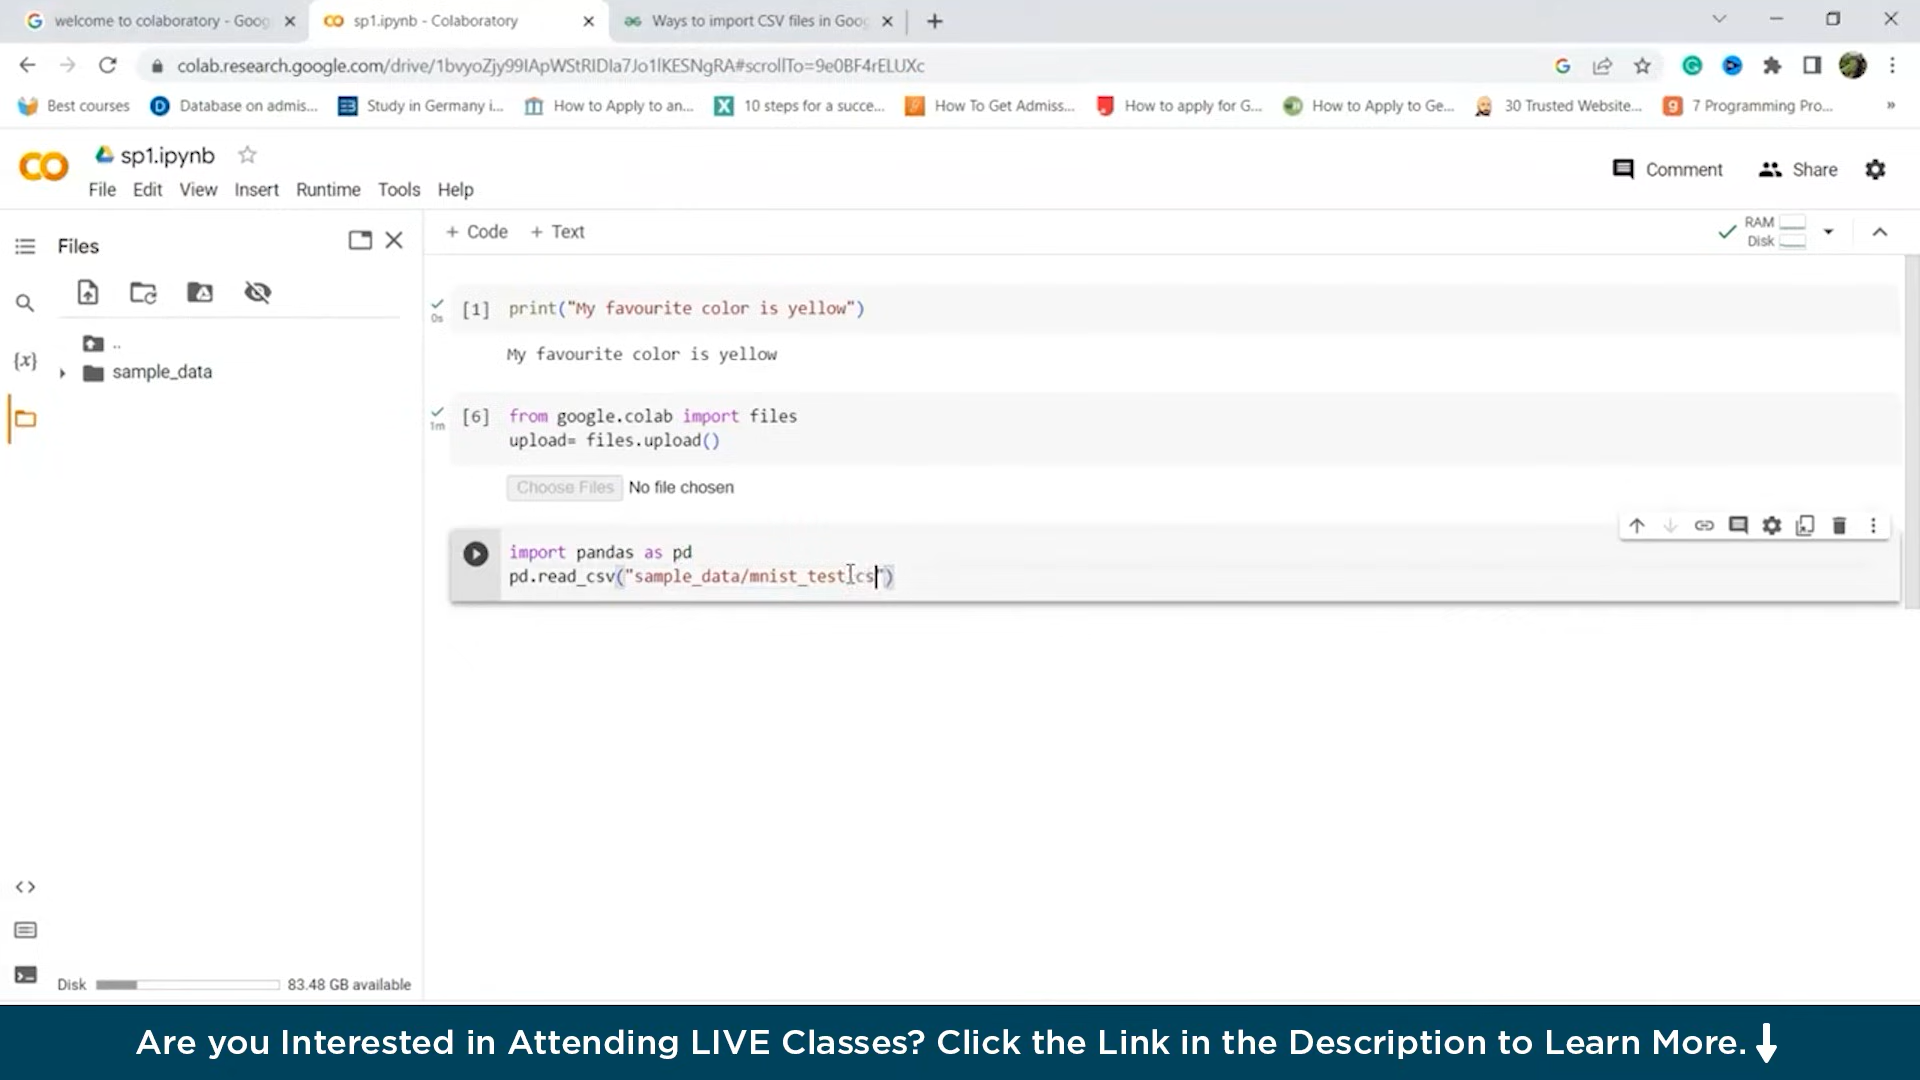 welcome to colaboratory - Goog
sp1.ipynb - Colaboratory
Ways to import CSV files in Goog
colab.research.google.com/drive/1bvyoZjy99IApWStRIDIa7Jo1lKESNgRA#scrollTo=9e0BF4rELUXc
Best courses
Database on admis...
Study in Germany i...
How to Apply to an...
10 steps for a succe...
How To Get Admiss...
How to apply for G...
How to Apply to Ge...
30 Trusted Website...
7 Programming Pro...
»
CO
sp1.ipynb
Comment
Share
File Edit View Insert Runtime Tools Help
Files
+ Code + Text
RAM
Disk
..
sample_data
0s
[1] print("My favourite color is yellow")
My favourite color is yellow
1m
[6] from google.colab import files
upload= files.upload()
Choose Files No file chosen
{x}
import pandas as pd
pd.read_csv("sample_data/mnist_test.cs")
Disk
83.48 GB available
Are you Interested in Attending LIVE Classes? Click the Link in the Description to Learn More.